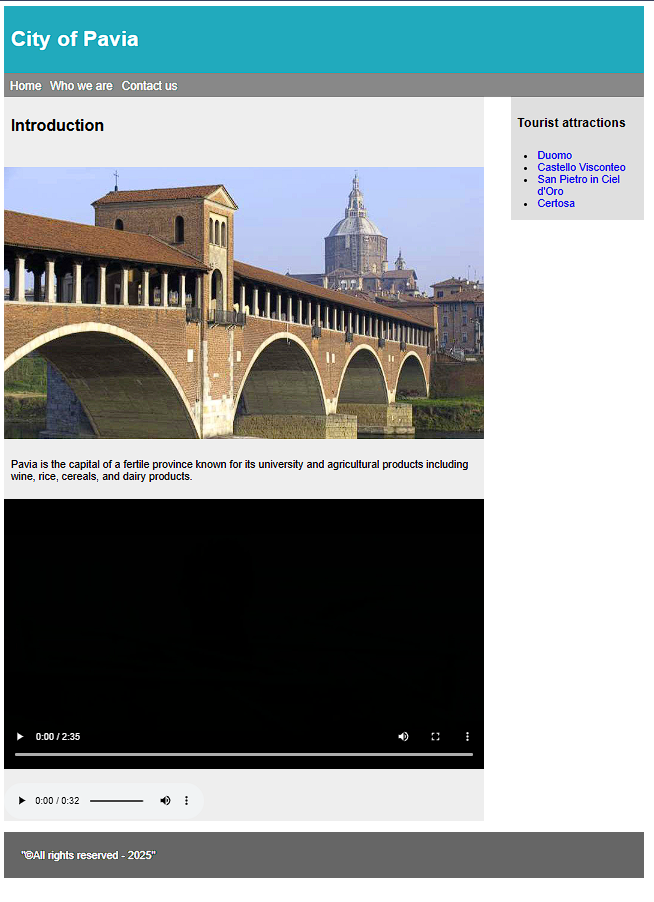 City of Pavia
Home Who we are Contact us
Introduction
Tourist attractions
Duomo
Castello Visconteo
San Pietro in Ciel
d'Oro
Certosa
Pavia is the capital of a fertile province known for its university and agricultural products including
wine, rice, cereals, and dairy products.
0:00 / 2:35
0:00 / 0:32
"©All rights reserved - 2025"